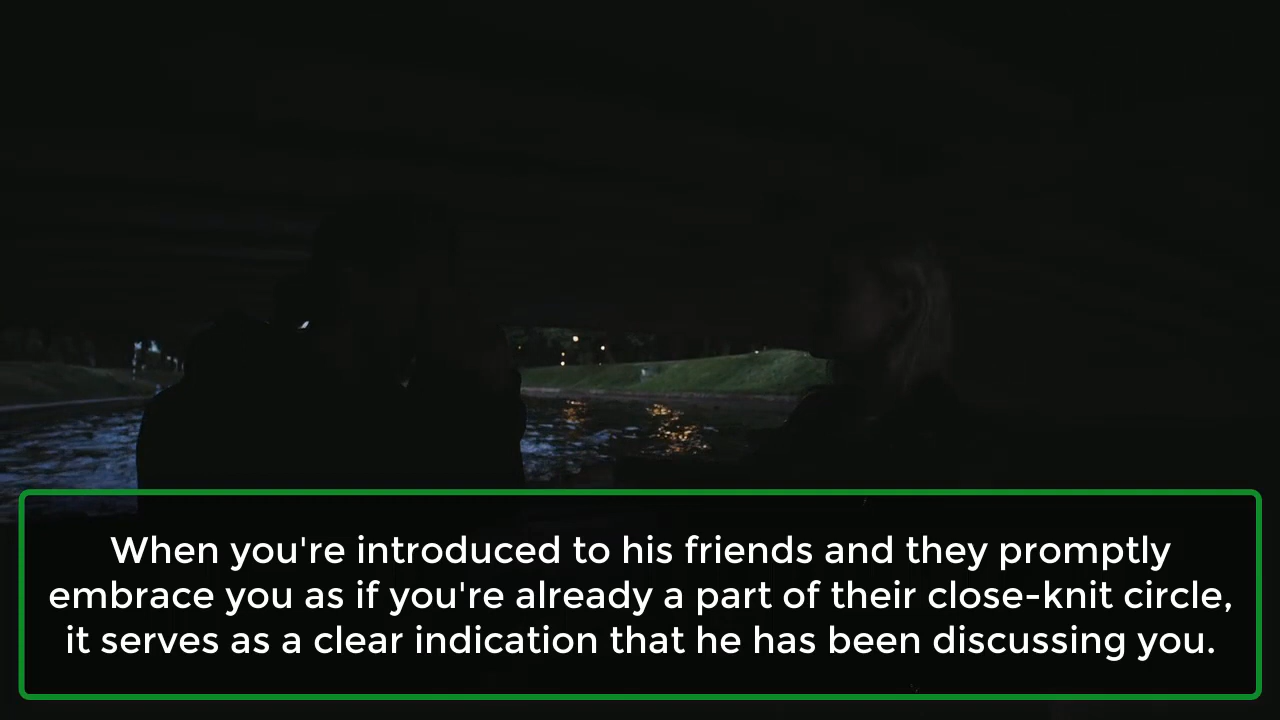 When you're introduced to his friends and they promptly
embrace you as if you're already a part of their close-knit circle,
it serves as a clear indication that he has been discussing you.